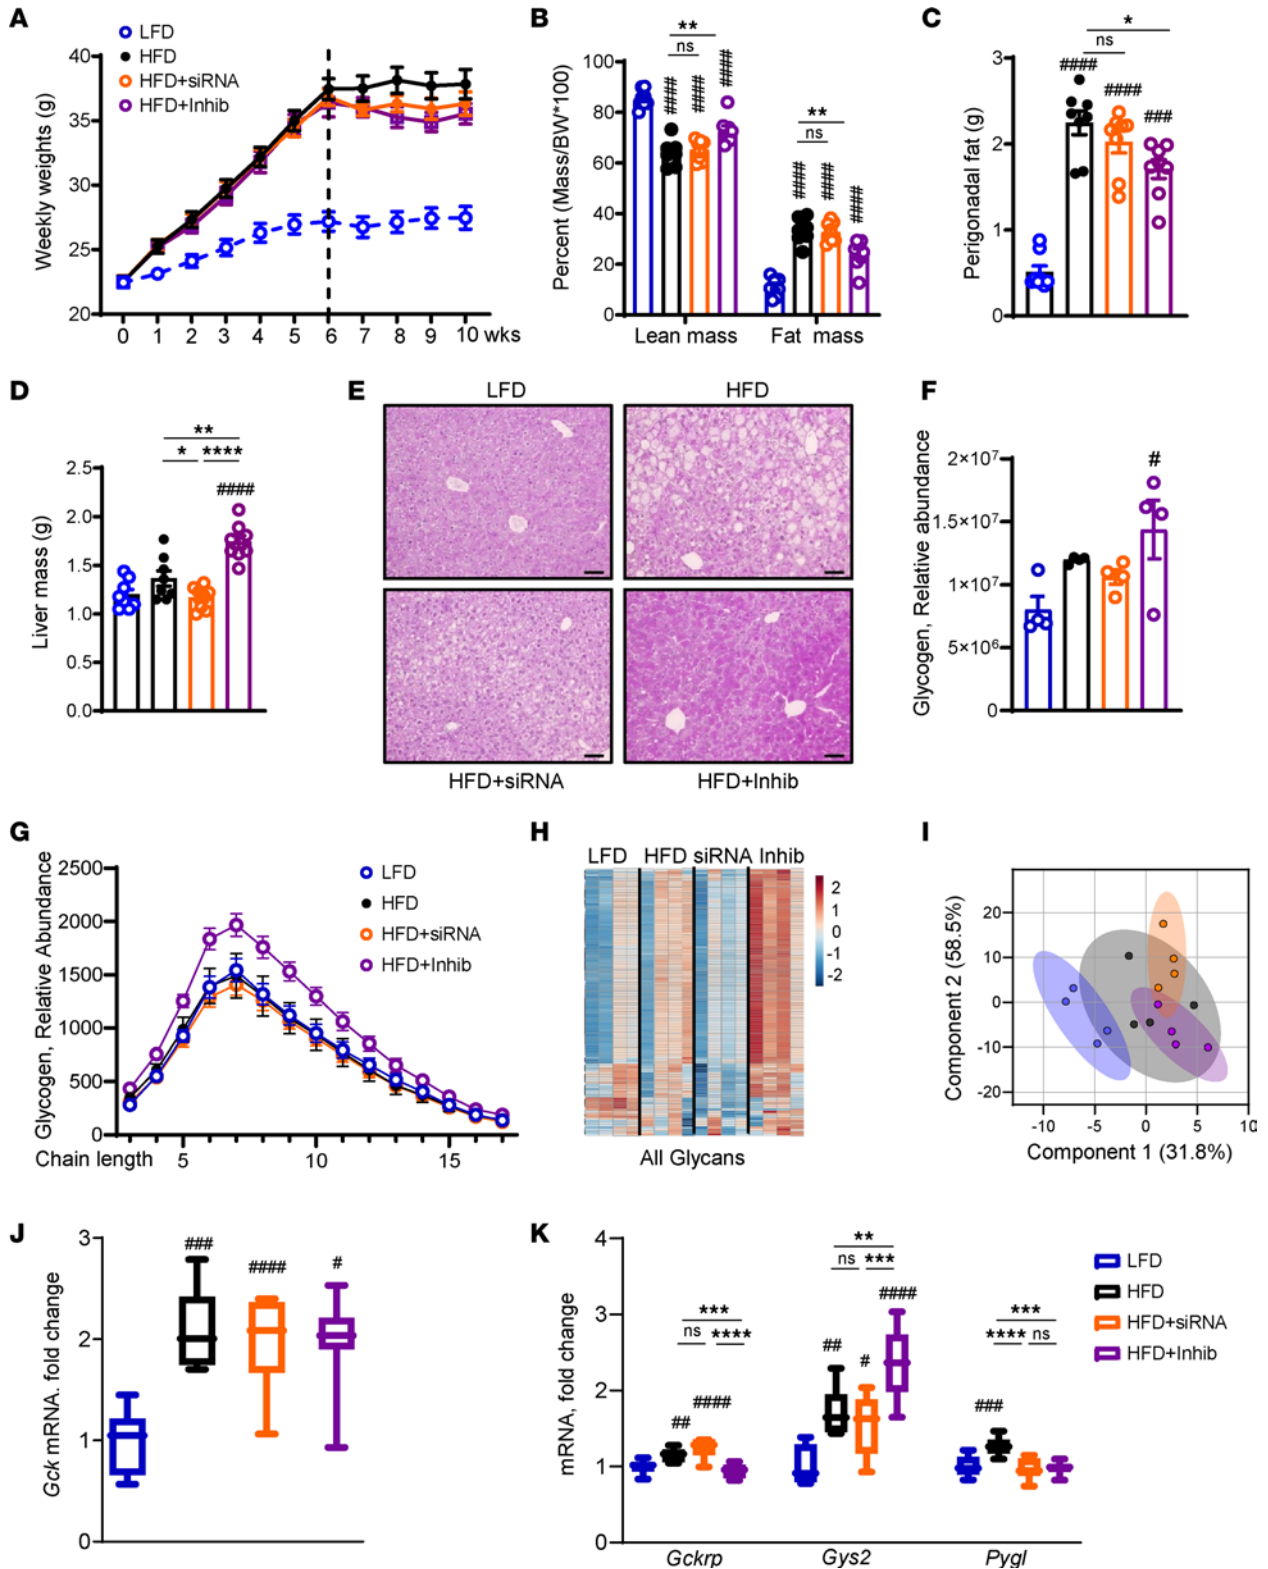 A
LFD
HFD
HFD+siRNA
HFD+Inhib
Weekly weights (g)
40
35
30
25
20
0 1 2 3 4 5 6 7 8 9 10 wks
B
**
ns
####
####
####
**
ns
####
####
####
Percent (Mass/BW*100)
100
80
60
40
20
0
Lean mass Fat mass
C
*
ns
####
####
###
Perigonadal fat (g)
3
2
1
0
D
**
* ****
####
Liver mass (g)
2.5
2.0
1.5
1.0
0.5
0.0
E
LFD HFD
HFD+siRNA HFD+Inhib
F
#
Glycogen, Relative abundance
2×10⁷
1.5×10⁷
1×10⁷
5×10⁶
0
G
LFD
HFD
HFD+siRNA
HFD+Inhib
Glycogen, Relative Abundance
2500
2000
1500
1000
500
0
Chain length 5 10 15
H
LFD HFD siRNA Inhib
2
1
0
-1
-2
All Glycans
I
Component 2 (58.5%)
20
10
0
-10
-20
-10 -5 0 5 10
Component 1 (31.8%)
J
###
####
#
Gck mRNA. fold change
3
2
1
0
K
mRNA, fold change
4
3
2
1
0
***
ns ****
##
####
**
ns ***
##
#
####
***
**** ns
###
Gckrp Gys2 Pygl
LFD
HFD
HFD+siRNA
HFD+Inhib